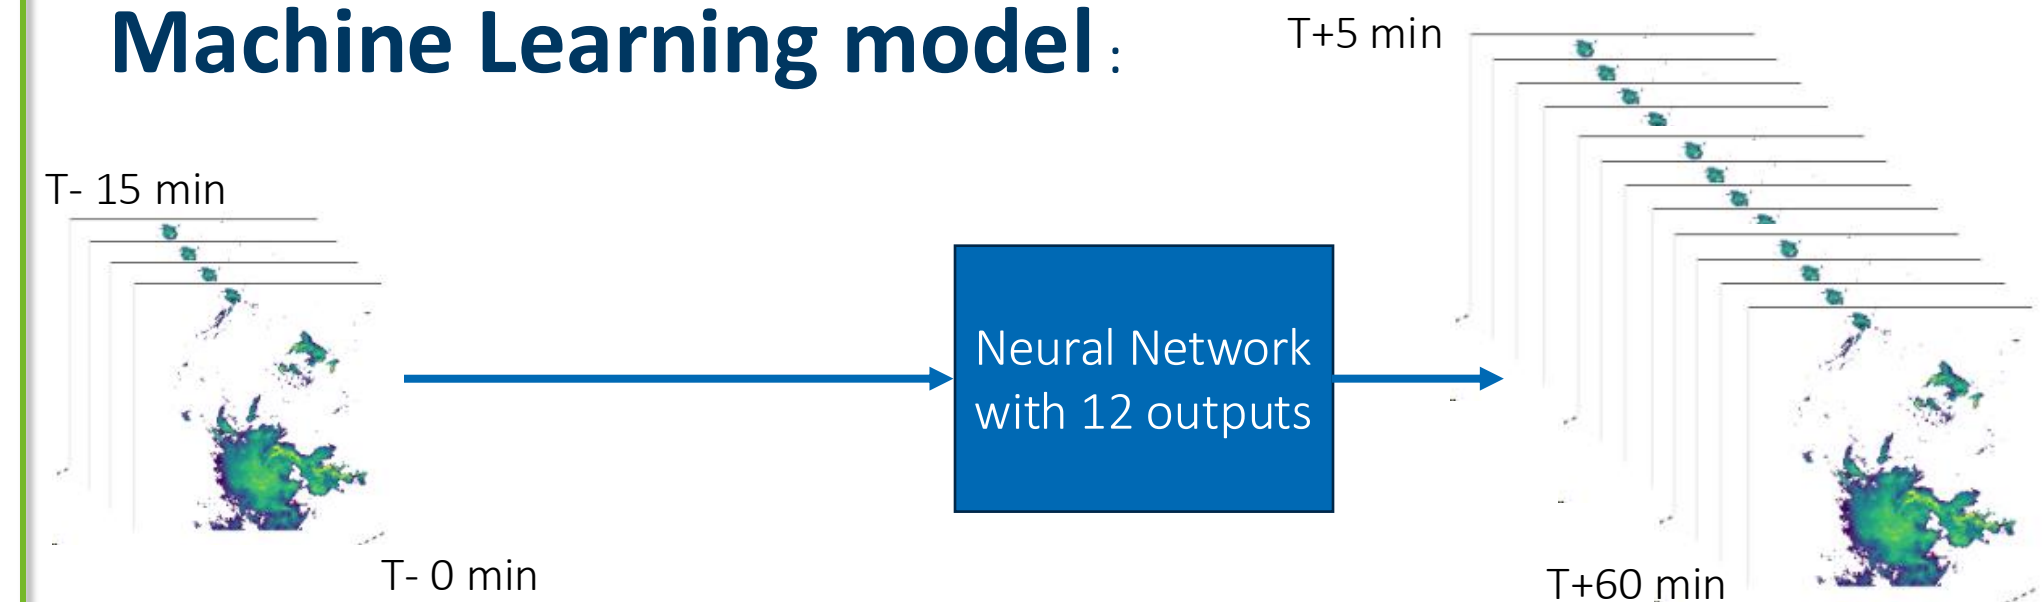 Machine Learning model :
T+5 min
T- 15 min
Neural Network
with 12 outputs
T- 0 min
T+60 min